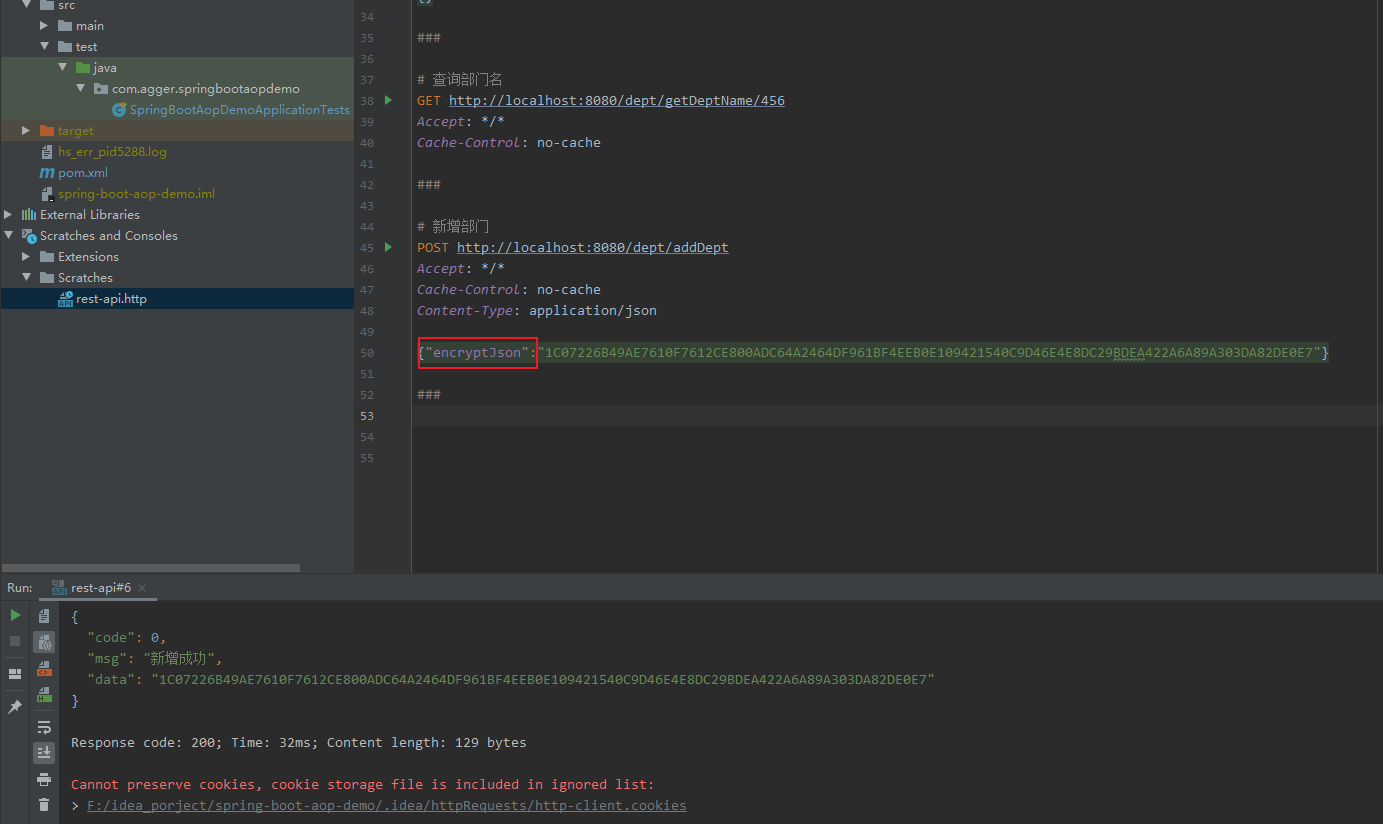 src
main
test
java
com.agger.springbootaopdemo
SpringBootAopDemoApplicationTests
target
hs_err_pid5288.log
pom.xml
spring-boot-aop-demo.iml
External Libraries
Scratches and Consoles
Extensions
Scratches
rest-api.http
{}
34
35 ###
36
37 # 查询部门名
38 GET http://localhost:8080/dept/getDeptName/456
39 Accept: */*
40 Cache-Control: no-cache
41
42 ###
43
44 # 新增部门
45 POST http://localhost:8080/dept/addDept
46 Accept: */*
47 Cache-Control: no-cache
48 Content-Type: application/json
49
50 {"encryptJson":"1C07226B49AE7610F7612CE800ADC64A2464DF961BF4EEB0E109421540C9D46E4E8DC29BDEA422A6A89A303DA82DE0E7"}
51
52 ###
53
54
55
Run: rest-api#6
{
"code": 0,
"msg": "新增成功",
"data": "1C07226B49AE7610F7612CE800ADC64A2464DF961BF4EEB0E109421540C9D46E4E8DC29BDEA422A6A89A303DA82DE0E7"
}
Response code: 200; Time: 32ms; Content length: 129 bytes
Cannot preserve cookies, cookie storage file is included in ignored list:
> F:/idea_porject/spring-boot-aop-demo/.idea/httpRequests/http-client.cookies